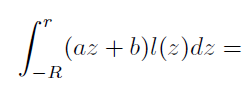 ∫_{-R}^{r} (az + b)l(z)dz =